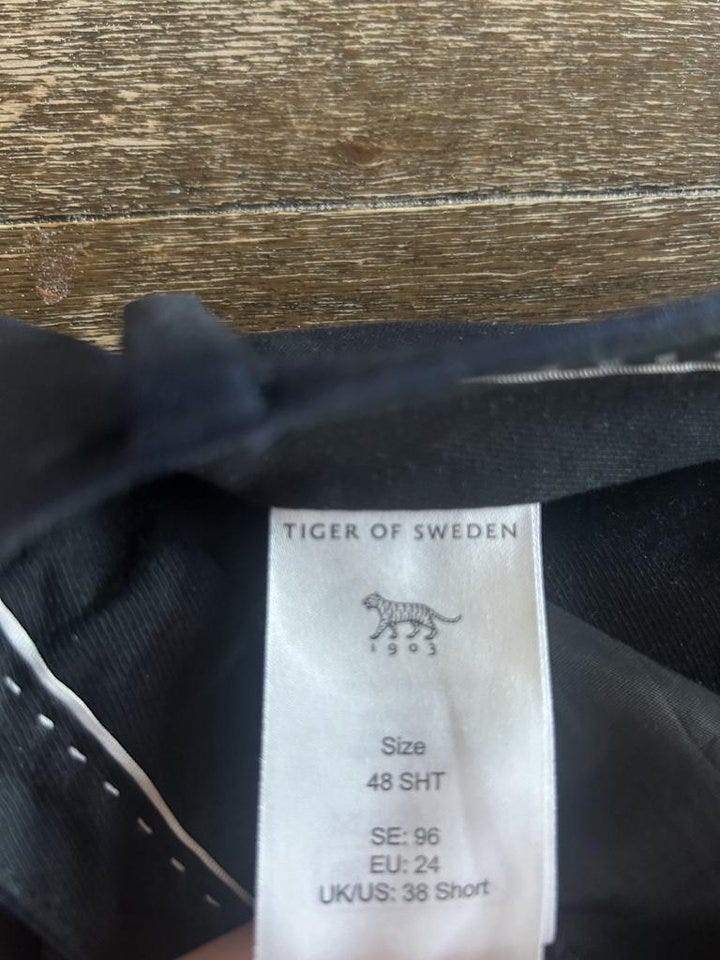 TIGER OF SWEDEN
1903
Size
48 SHT
SE: 96
EU: 24
UK/US: 38 Short